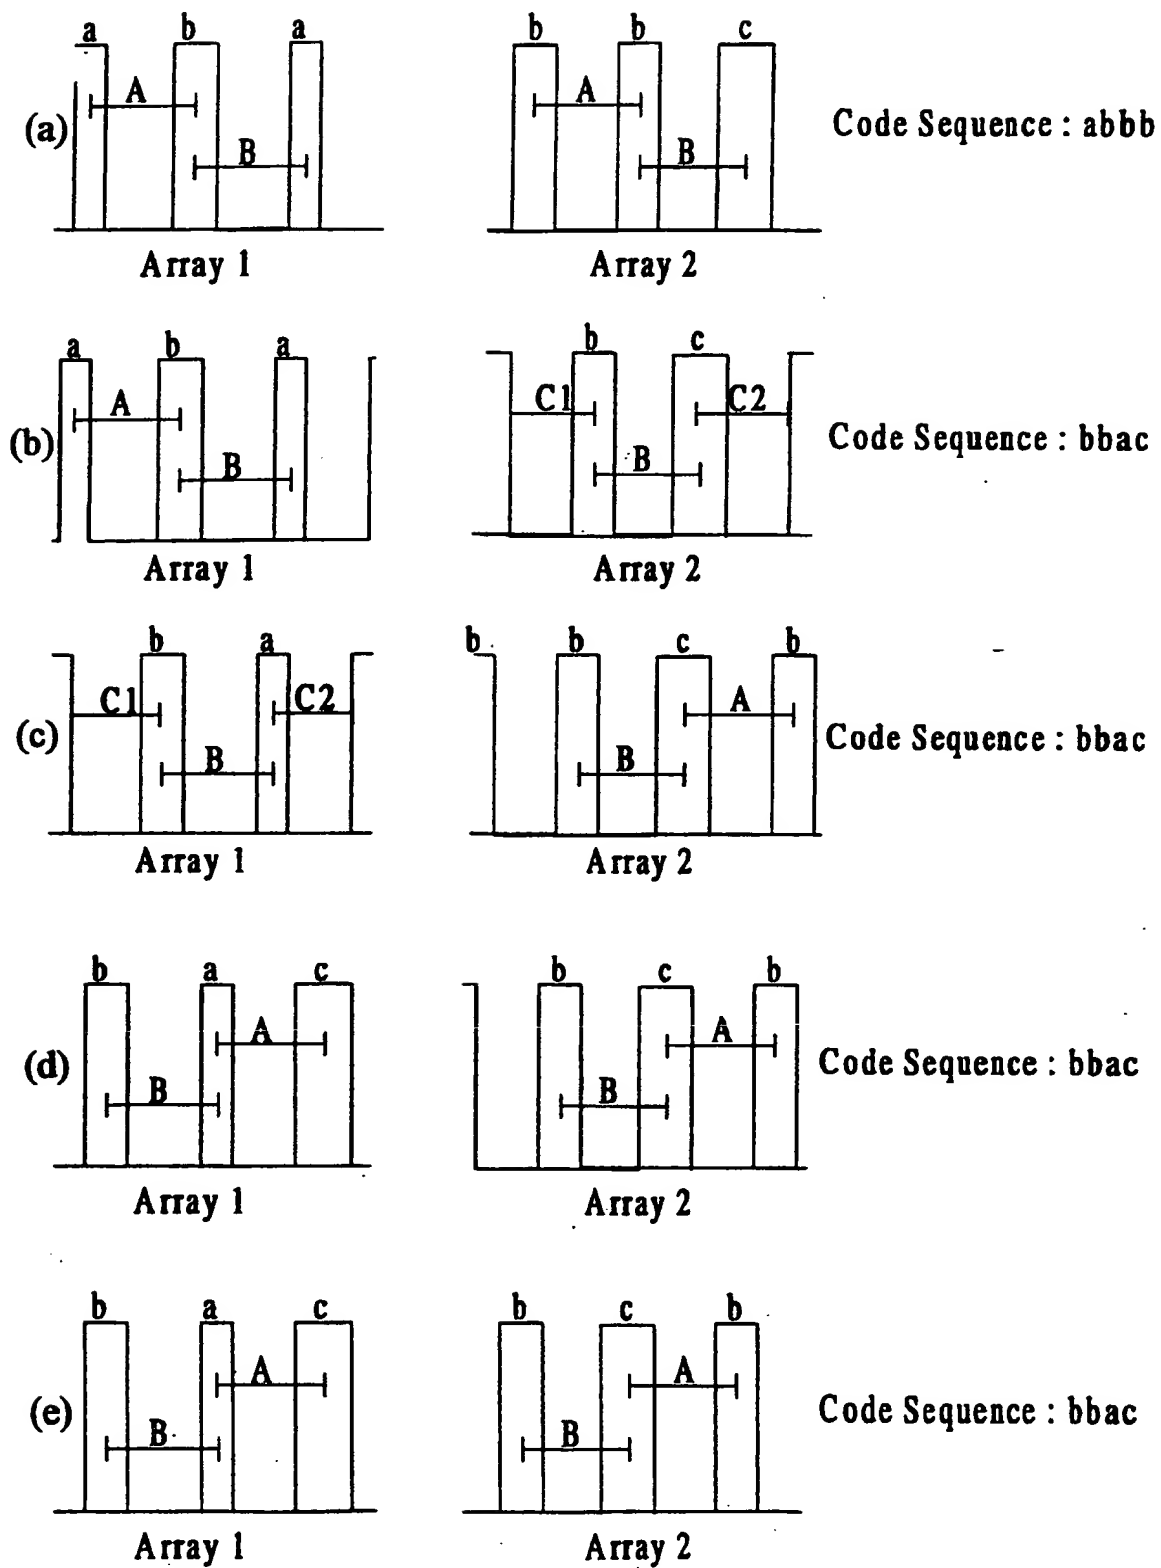 a b a b b c
A A
(a) B B Code Sequence : abbb
Array 1 Array 2
a b a b c
A C1 C2
(b) B B Code Sequence : bbac
Array 1 Array 2
b a b b c b
C1 C2 A
(c) B B Code Sequence : bbac
Array 1 Array 2
b a c b c b
A A
(d) B B Code Sequence : bbac
Array 1 Array 2
b a c b c b
A A
(e) B B Code Sequence : bbac
Array 1 Array 2